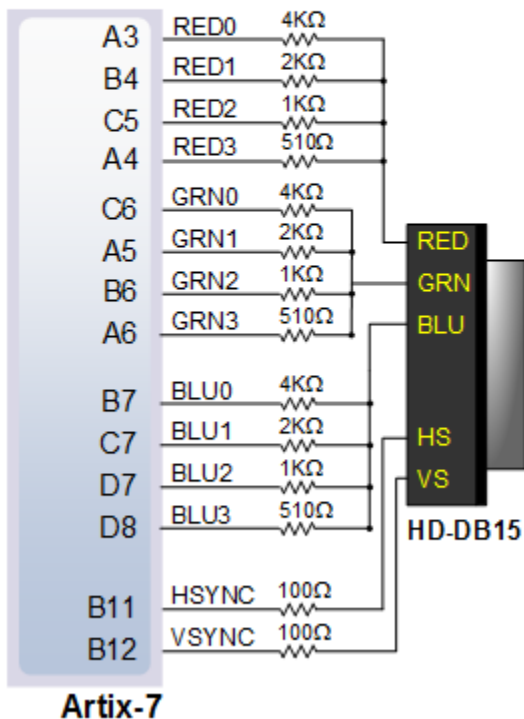 A3 RED0 4KΩ
B4 RED1 2KΩ
C5 RED2 1KΩ
A4 RED3 510Ω
C6 GRN0 4KΩ
A5 GRN1 2KΩ
B6 GRN2 1KΩ
A6 GRN3 510Ω
B7 BLU0 4KΩ
C7 BLU1 2KΩ
D7 BLU2 1KΩ
D8 BLU3 510Ω
B11 HSYNC 100Ω
B12 VSYNC 100Ω
Artix-7
RED
GRN
BLU
HS
VS
HD-DB15